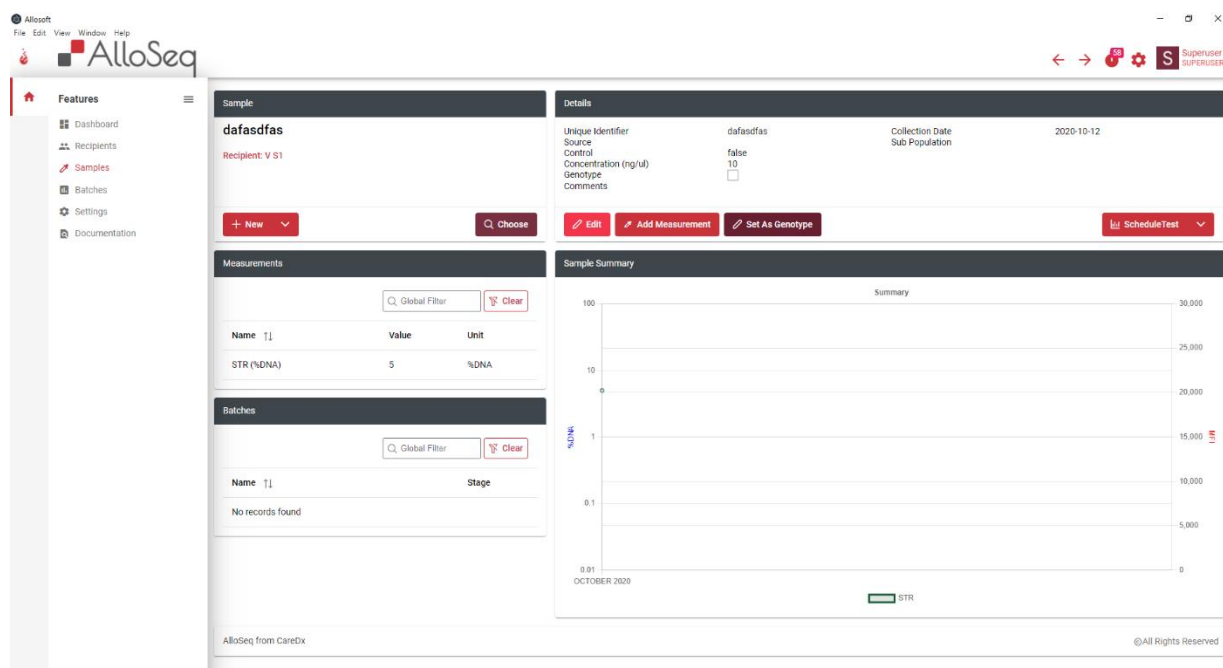 Allosoft
File Edit View Window Help
AlloSeq
58
S
Superuser
SUPERUSER
Features
Dashboard
Recipients
Samples
Batches
Settings
Documentation
Sample
dafasdfas
Recipient: V S1
+ New
Choose
Details
Unique Identifier dafasdfas Collection Date 2020-10-12
Source Sub Population
Control false
Concentration (ng/ul) 10
Genotype
Comments
Edit Add Measurement Set As Genotype ScheduleTest
Measurements
Global Filter Clear
Name Value Unit
STR (%DNA) 5 %DNA
Batches
Global Filter Clear
Name Stage
No records found
Sample Summary
Summary
100 30,000
25,000
10
20,000
%DNA
1 15,000
MFI
10,000
0.1
5,000
0.01 0
OCTOBER 2020
STR
AlloSeq from CareDx ©All Rights Reserved